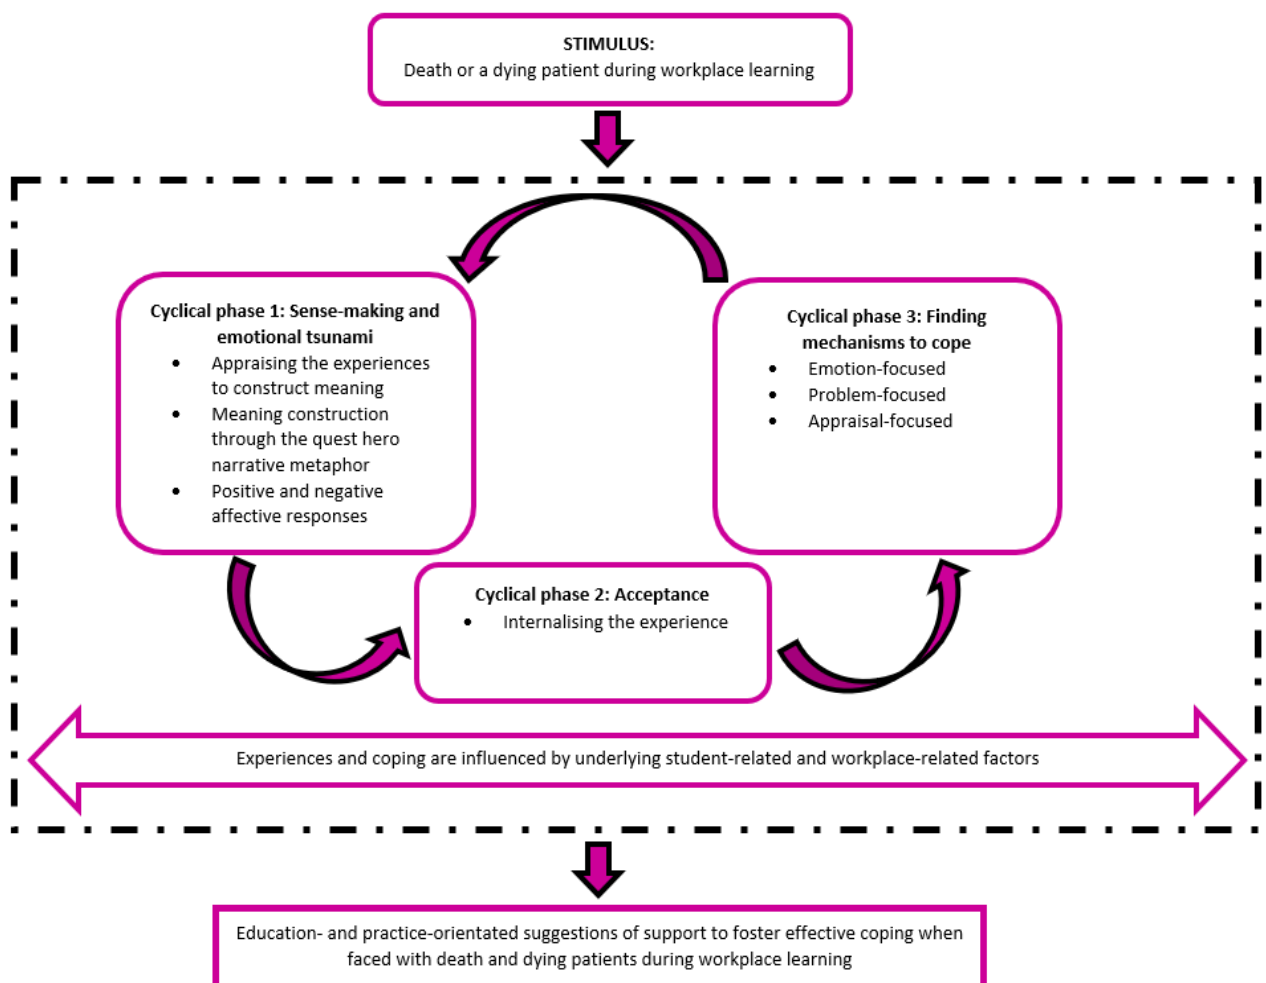 STIMULUS:
Death or a dying patient during workplace learning
Cyclical phase 1: Sense-making and
emotional tsunami
• Appraising the experiences
to construct meaning
• Meaning construction
through the quest hero
narrative metaphor
• Positive and negative
affective responses
Cyclical phase 2: Acceptance
• Internalising the experience
Cyclical phase 3: Finding
mechanisms to cope
• Emotion-focused
• Problem-focused
• Appraisal-focused
Experiences and coping are influenced by underlying student-related and workplace-related factors
Education- and practice-orientated suggestions of support to foster effective coping when
faced with death and dying patients during workplace learning